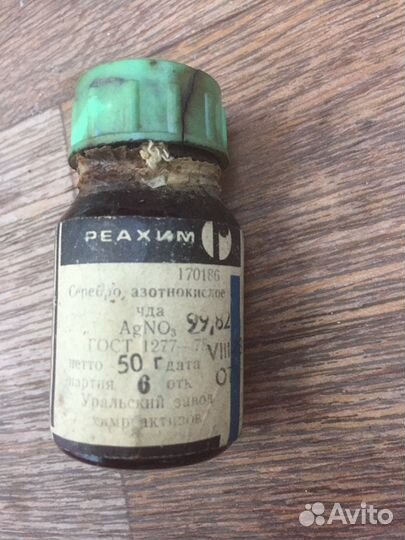 РЕАХИМ
170186
Серебро азотнокислое
чда
AgNO₃ 99,82
ГОСТ 1277-75
нетто 50 г дата VIII
партия 6 отк
Уральский завод
химреактивов
Avito